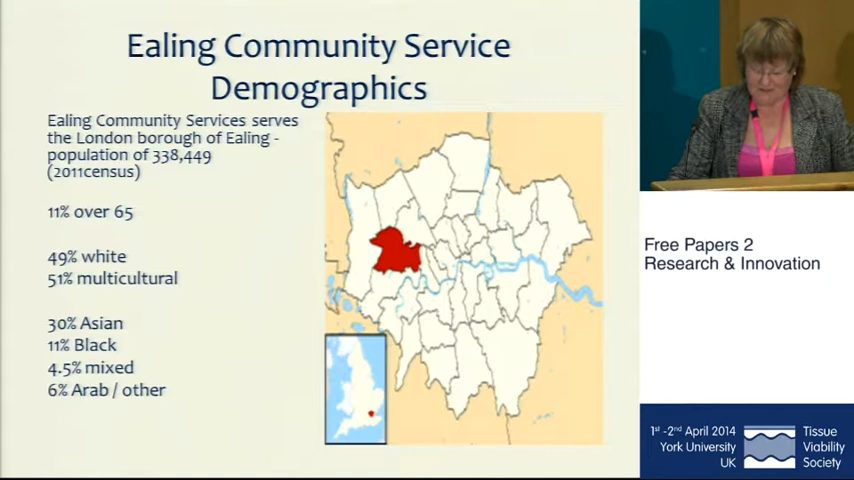 Ealing Community Service
Demographics
Ealing Community Services serves
the London borough of Ealing -
population of 338,449
(2011census)
11% over 65
49% white
51% multicultural
30% Asian
11% Black
4.5% mixed
6% Arab / other
Free Papers 2
Research & Innovation
1st -2nd April 2014
York University
UK
Tissue
Viability
Society